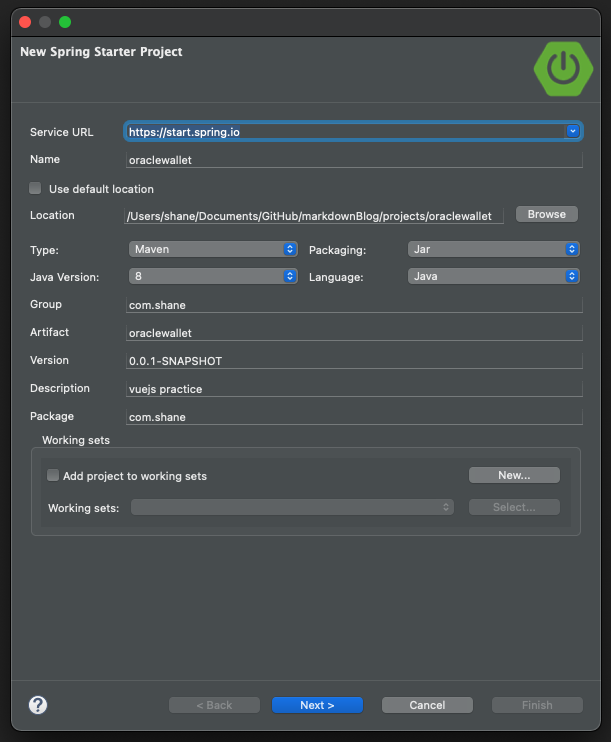 New Spring Starter Project
Service URL https://start.spring.io
Name oraclewallet
Use default location
Location /Users/shane/Documents/GitHub/markdownBlog/projects/oraclewallet Browse
Type: Maven Packaging: Jar
Java Version: 8 Language: Java
Group com.shane
Artifact oraclewallet
Version 0.0.1-SNAPSHOT
Description vuejs practice
Package com.shane
Working sets
Add project to working sets New...
Working sets: Select...
? < Back Next > Cancel Finish